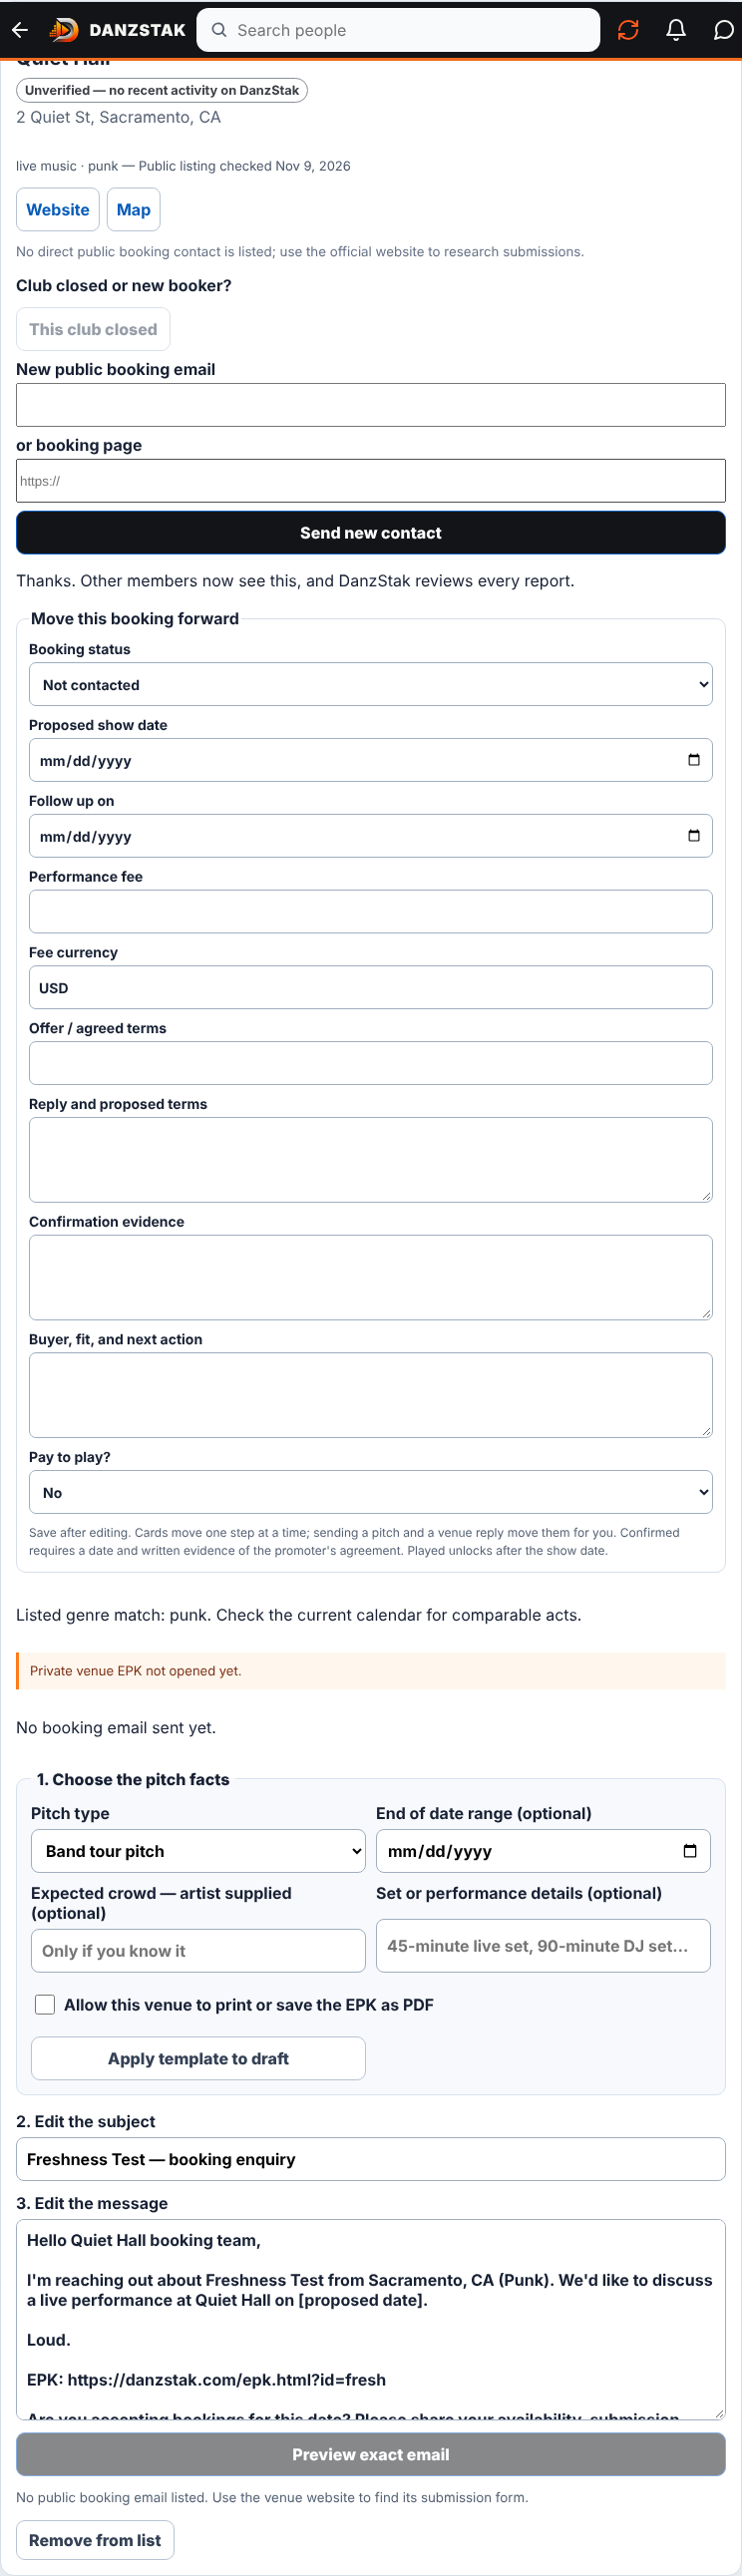 DANZSTAK
Search people
Quiet Hall
Unverified — no recent activity on DanzStak
2 Quiet St, Sacramento, CA
live music · punk — Public listing checked Nov 9, 2026
Website Map
No direct public booking contact is listed; use the official website to research submissions.
Club closed or new booker?
This club closed
New public booking email
or booking page
https://
Send new contact
Thanks. Other members now see this, and DanzStak reviews every report.
Move this booking forward
Booking status
Not contacted
Proposed show date
mm/dd/yyyy
Follow up on
mm/dd/yyyy
Performance fee
Fee currency
USD
Offer / agreed terms
Reply and proposed terms
Confirmation evidence
Buyer, fit, and next action
Pay to play?
No
Save after editing. Cards move one step at a time; sending a pitch and a venue reply move them for you. Confirmed
requires a date and written evidence of the promoter's agreement. Played unlocks after the show date.
Listed genre match: punk. Check the current calendar for comparable acts.
Private venue EPK not opened yet.
No booking email sent yet.
1. Choose the pitch facts
Pitch type
Band tour pitch
End of date range (optional)
mm/dd/yyyy
Expected crowd — artist supplied
(optional)
Only if you know it
Set or performance details (optional)
45-minute live set, 90-minute DJ set...
Allow this venue to print or save the EPK as PDF
Apply template to draft
2. Edit the subject
Freshness Test — booking enquiry
3. Edit the message
Hello Quiet Hall booking team,
I'm reaching out about Freshness Test from Sacramento, CA (Punk). We'd like to discuss
a live performance at Quiet Hall on [proposed date].
Loud.
EPK: https://danzstak.com/epk.html?id=fresh
Are you accepting bookings for this date? Please share your availability, submission
Preview exact email
No public booking email listed. Use the venue website to find its submission form.
Remove from list